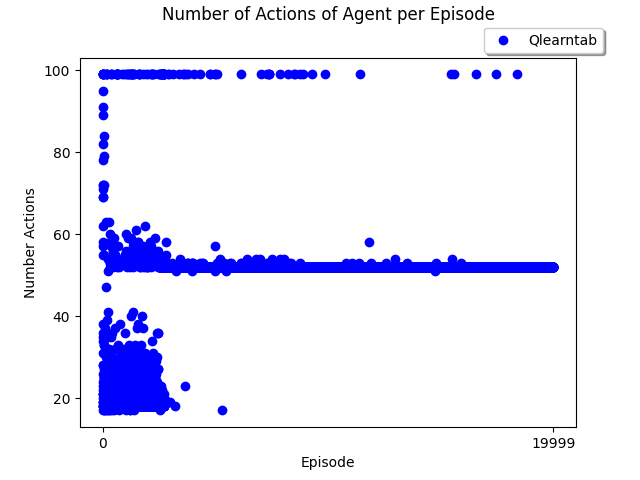 Number of Actions of Agent per Episode
Qlearntab
100
80
60
40
20
Number Actions
0
19999
Episode